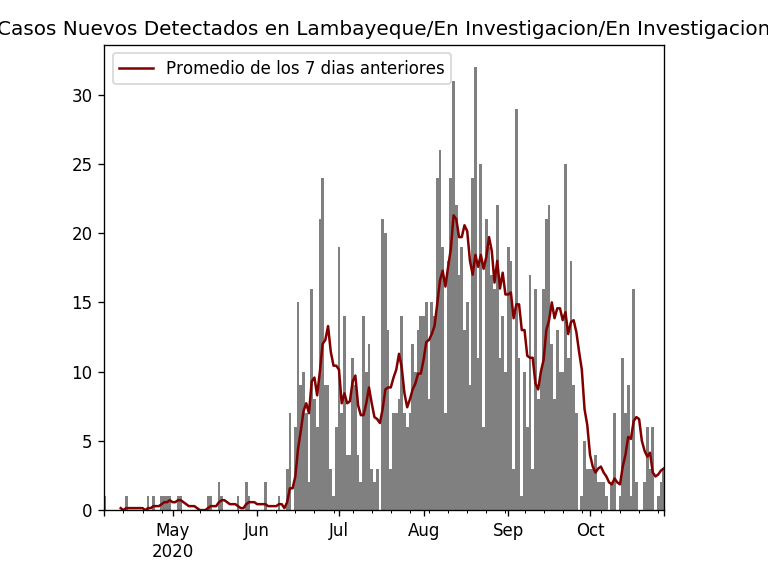 Casos Nuevos Detectados en Lambayeque/En Investigacion/En Investigacion
Promedio de los 7 dias anteriores
30
25
20
15
10
5
0
May Jun Jul Aug Sep Oct
2020